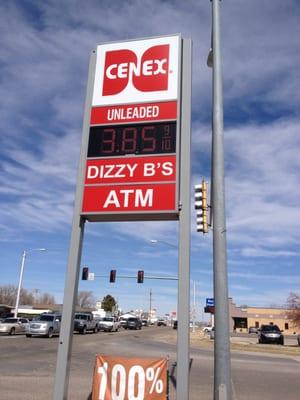 CENEX
UNLEADED
3.85 9/10
DIZZY B'S
ATM
100%